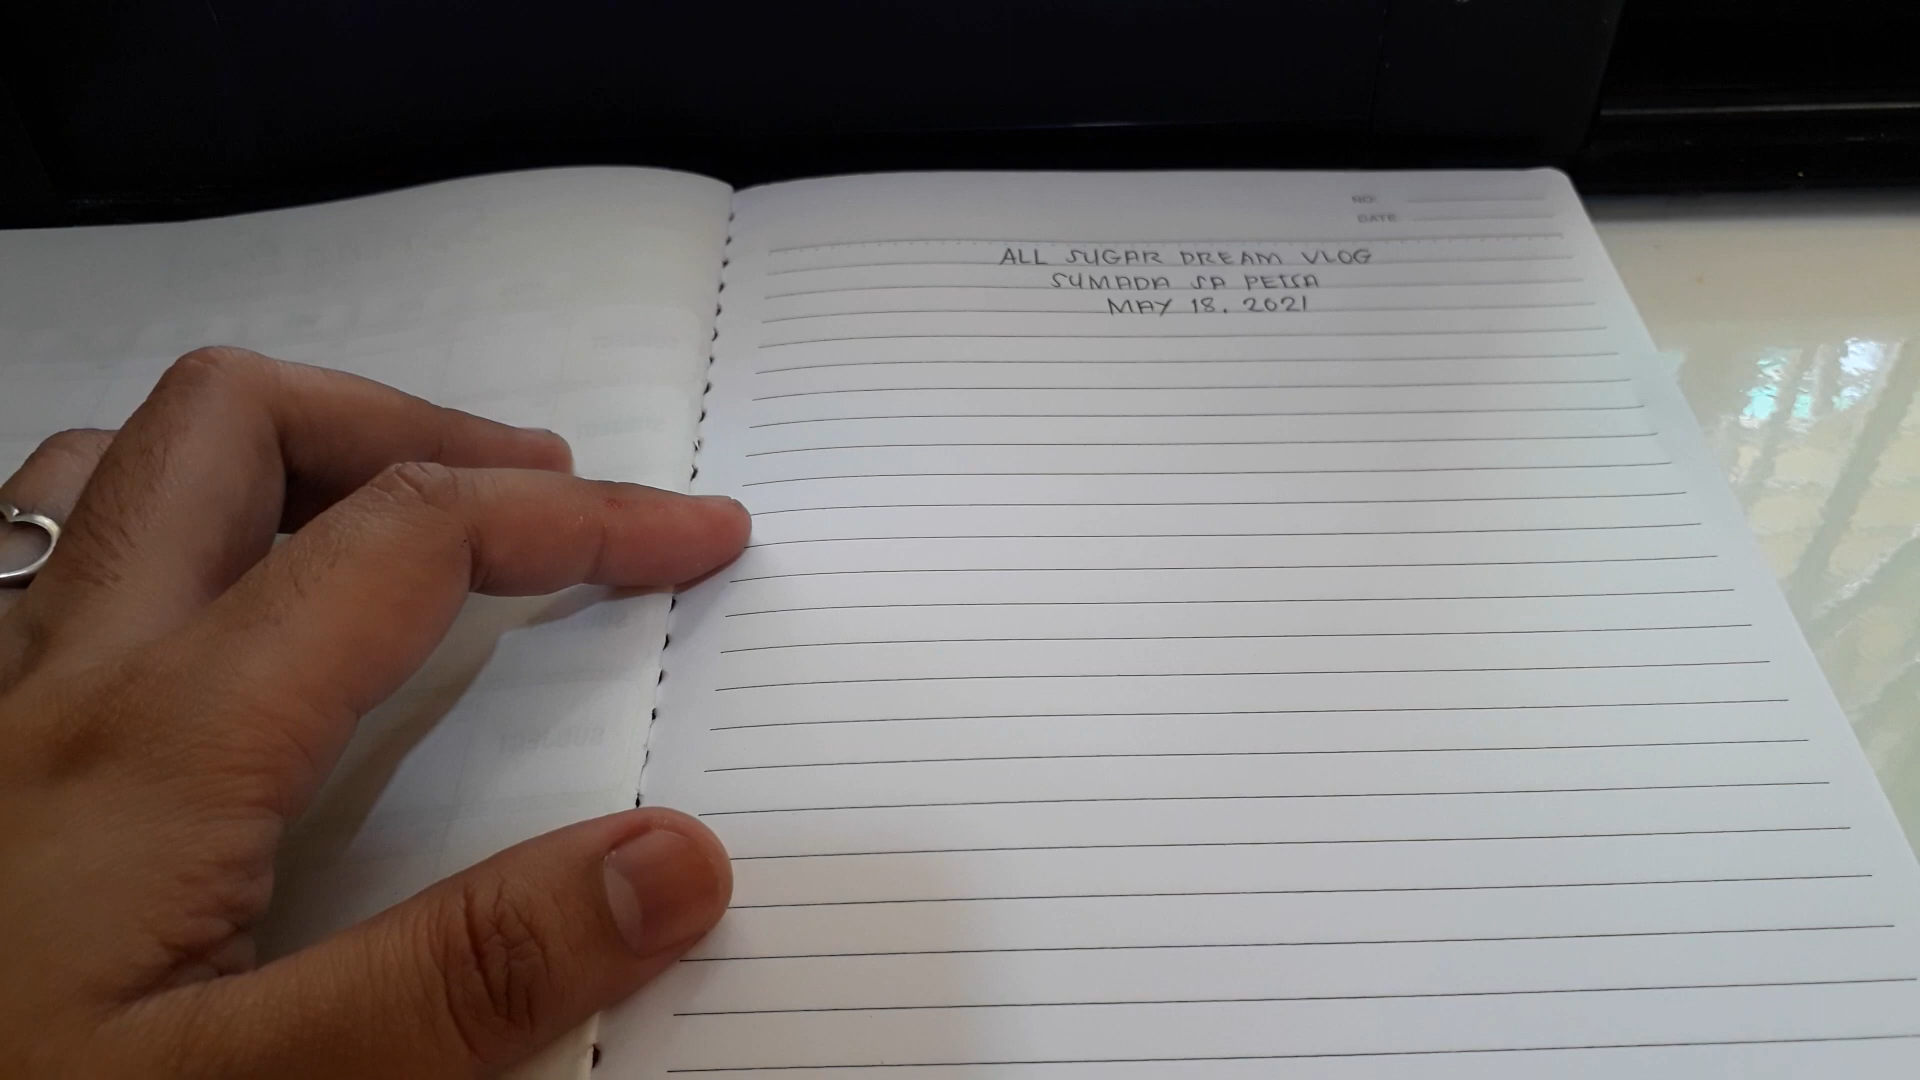 NO:
DATE:
ALL SUGAR DREAM VLOG
SUMADA SA PETSA
MAY 18. 2021